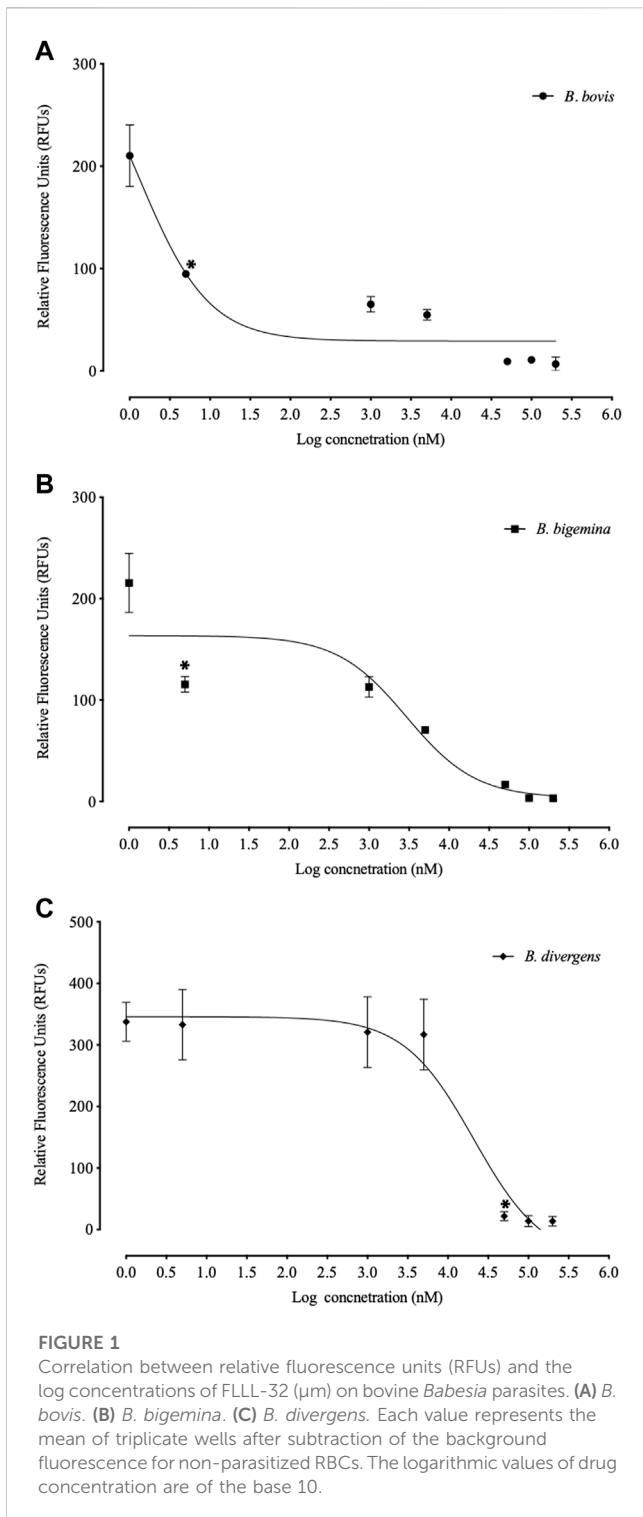 A
300
200
100
0
Relative Fluorescence Units (RFUs)
* 
B. bovis
0.0 0.5 1.0 1.5 2.0 2.5 3.0 3.5 4.0 4.5 5.0 5.5 6.0
Log concnetration (nM)
B
300
200
100
0
Relative Fluorescence Units (RFUs)
*
B. bigemina
0.0 0.5 1.0 1.5 2.0 2.5 3.0 3.5 4.0 4.5 5.0 5.5 6.0
Log concnetration (nM)
C
500
400
300
200
100
0
Relative Fluorescence Units (RFUs)
*
B. divergens
0.0 0.5 1.0 1.5 2.0 2.5 3.0 3.5 4.0 4.5 5.0 5.5 6.0
Log concnetration (nM)
FIGURE 1
Correlation between relative fluorescence units (RFUs) and the
log concentrations of FLLL-32 (μm) on bovine Babesia parasites. (A) B.
bovis. (B) B. bigemina. (C) B. divergens. Each value represents the
mean of triplicate wells after subtraction of the background
fluorescence for non-parasitized RBCs. The logarithmic values of drug
concentration are of the base 10.